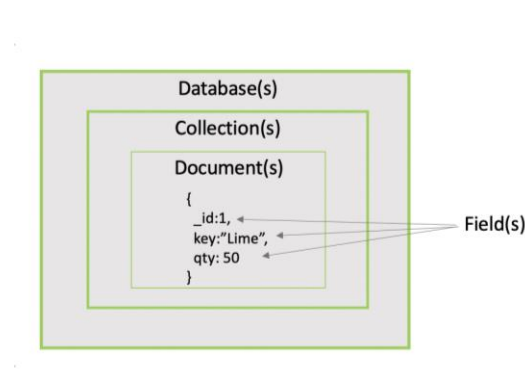 Database(s)
Collection(s)
Document(s)
{
_id:1,
key:”Lime”,
qty: 50
}
Field(s)